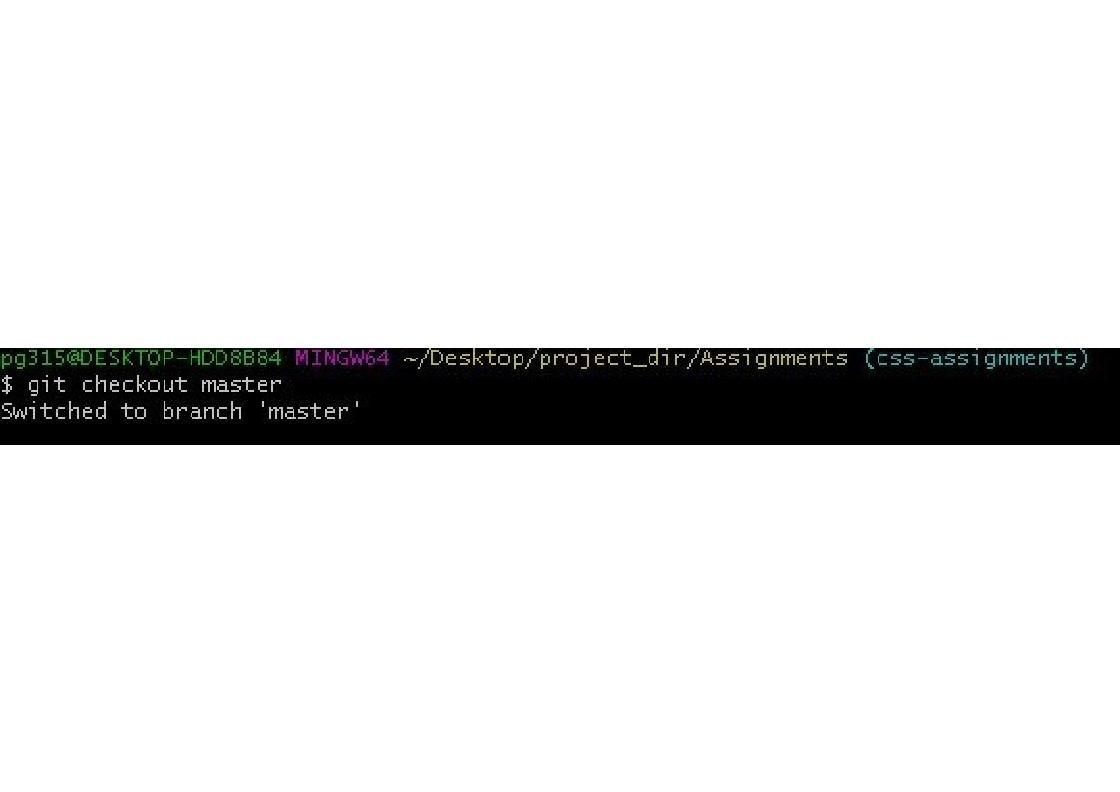 pg315@DESKTOP-HDD8B84 MINGW64 ~/Desktop/project_dir/Assignments (css-assignments)
$ git checkout master
Switched to branch 'master'